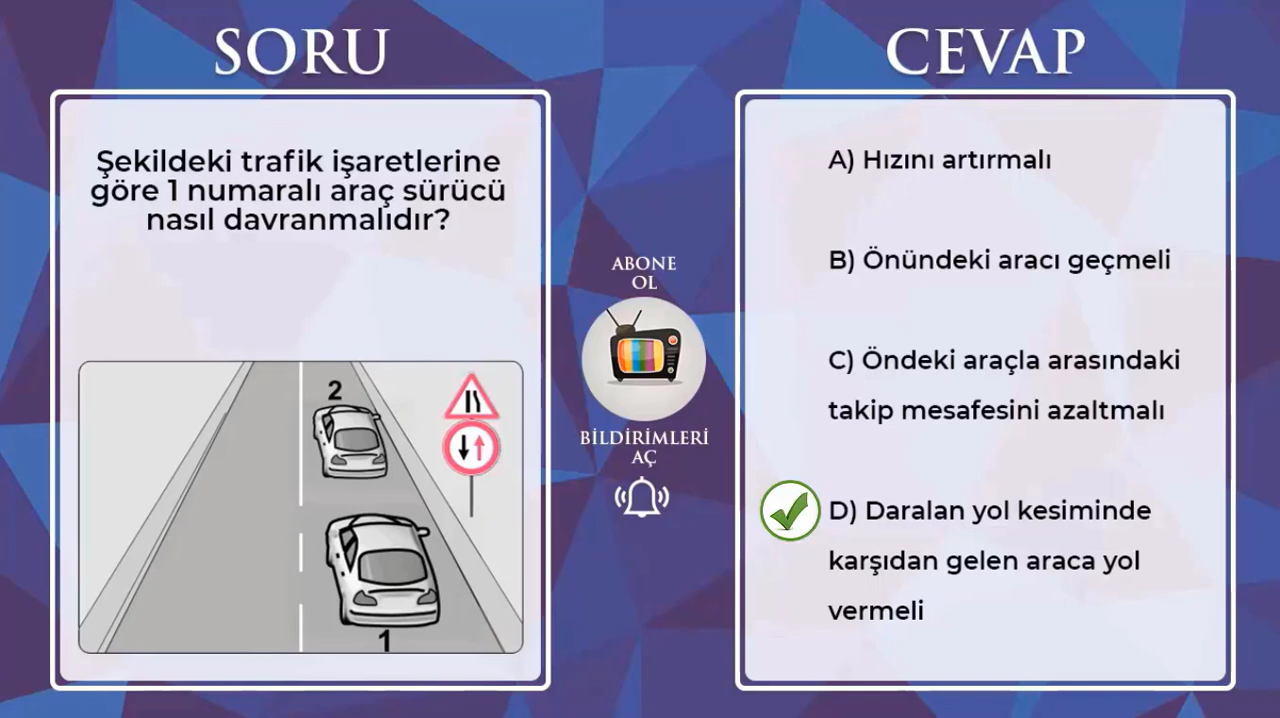 SORU
Şekildeki trafik işaretlerine
göre 1 numaralı araç sürücü
nasıl davranmalıdır?
2
1
ABONE
OL
BİLDİRİMLERİ
AÇ
CEVAP
A) Hızını artırmalı
B) Önündeki aracı geçmeli
C) Öndeki araçla arasındaki
takip mesafesini azaltmalı
D) Daralan yol kesiminde
karşıdan gelen araca yol
vermeli